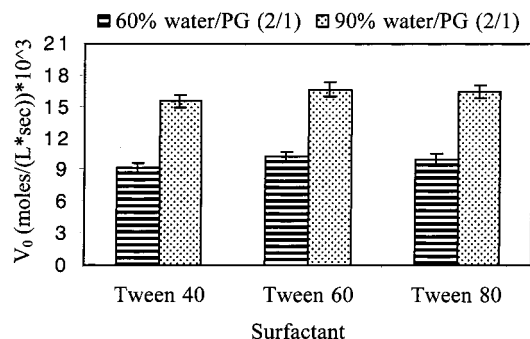 60% water/PG (2/1) 90% water/PG (2/1)
V₀ (moles/(L*sec))*10^3
21
18
15
12
9
6
3
0
Tween 40 Tween 60 Tween 80
Surfactant